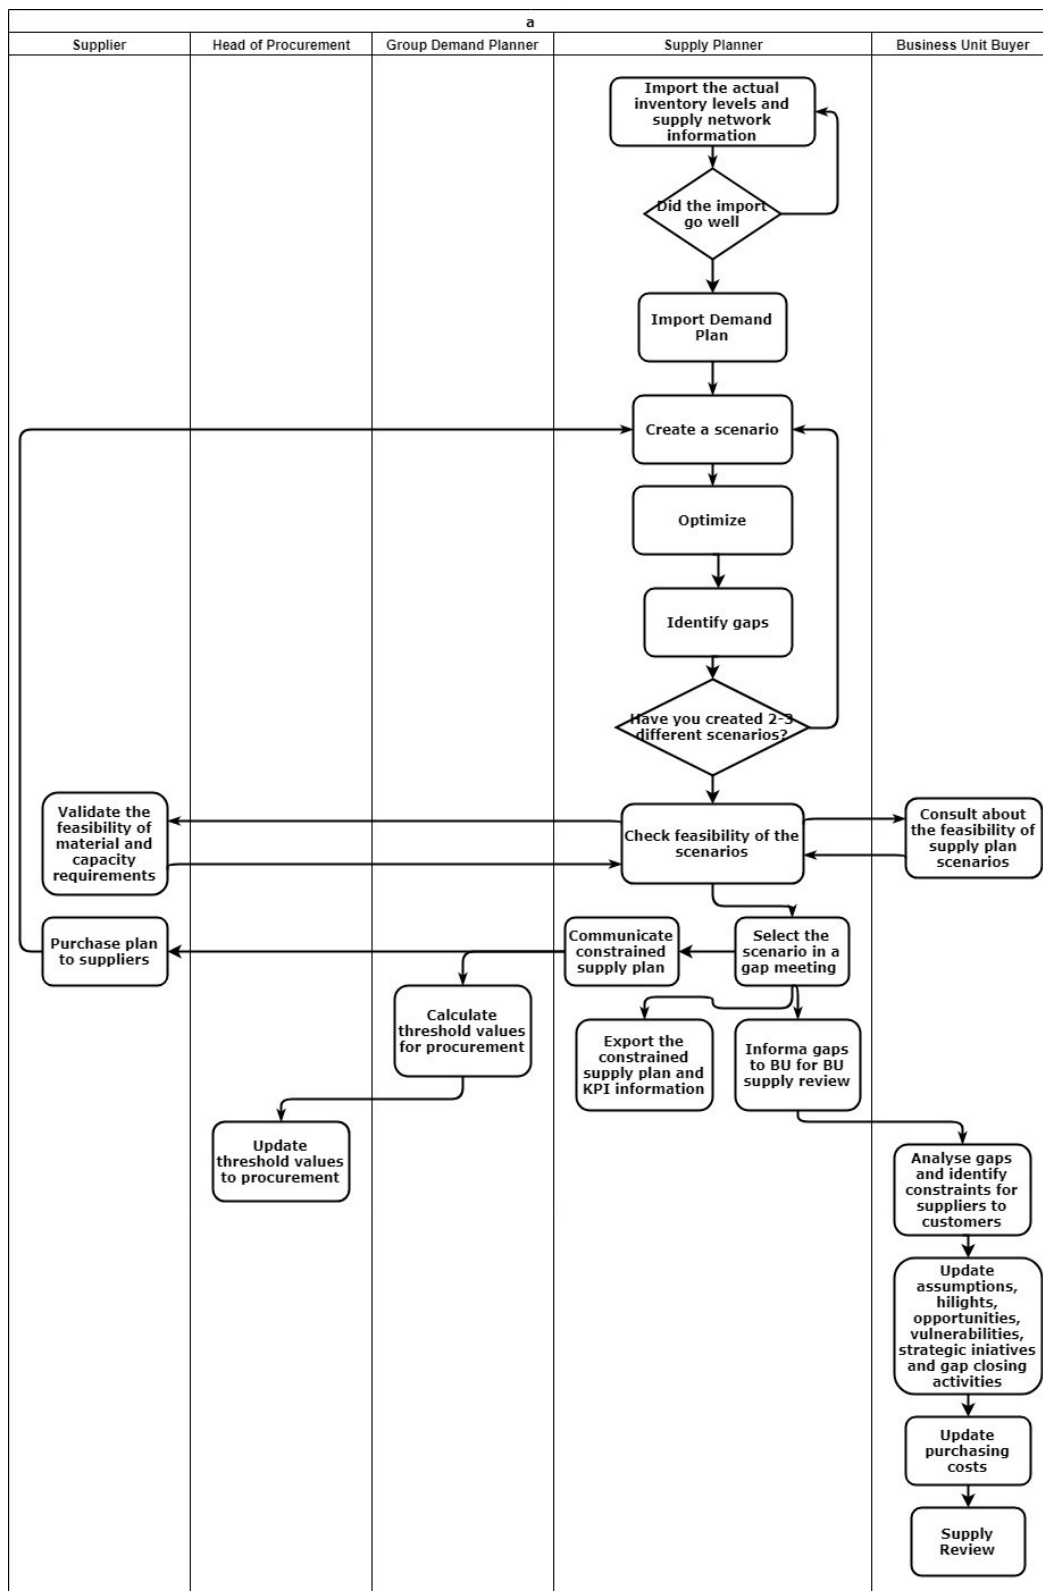 a
Supplier
Head of Procurement
Group Demand Planner
Supply Planner
Business Unit Buyer
Import the actual
inventory levels and
supply network
information
Did the import
go well
Import Demand
Plan
Create a scenario
Optimize
Identify gaps
Have you created 2-3
different scenarios?
Validate the
feasibility of
material and
capacity
requirements
Check feasibility of the
scenarios
Consult about
the feasibility of
supply plan
scenarios
Purchase plan
to suppliers
Communicate
constrained
supply plan
Select the
scenario in a
gap meeting
Calculate
threshold values
for procurement
Export the
constrained
supply plan and
KPI information
Informa gaps
to BU for BU
supply review
Update
threshold values
to procurement
Analyse gaps
and identify
constraints for
suppliers to
customers
Update
assumptions,
hilights,
opportunities,
vulnerabilities,
strategic iniatives
and gap closing
activities
Update
purchasing
costs
Supply
Review